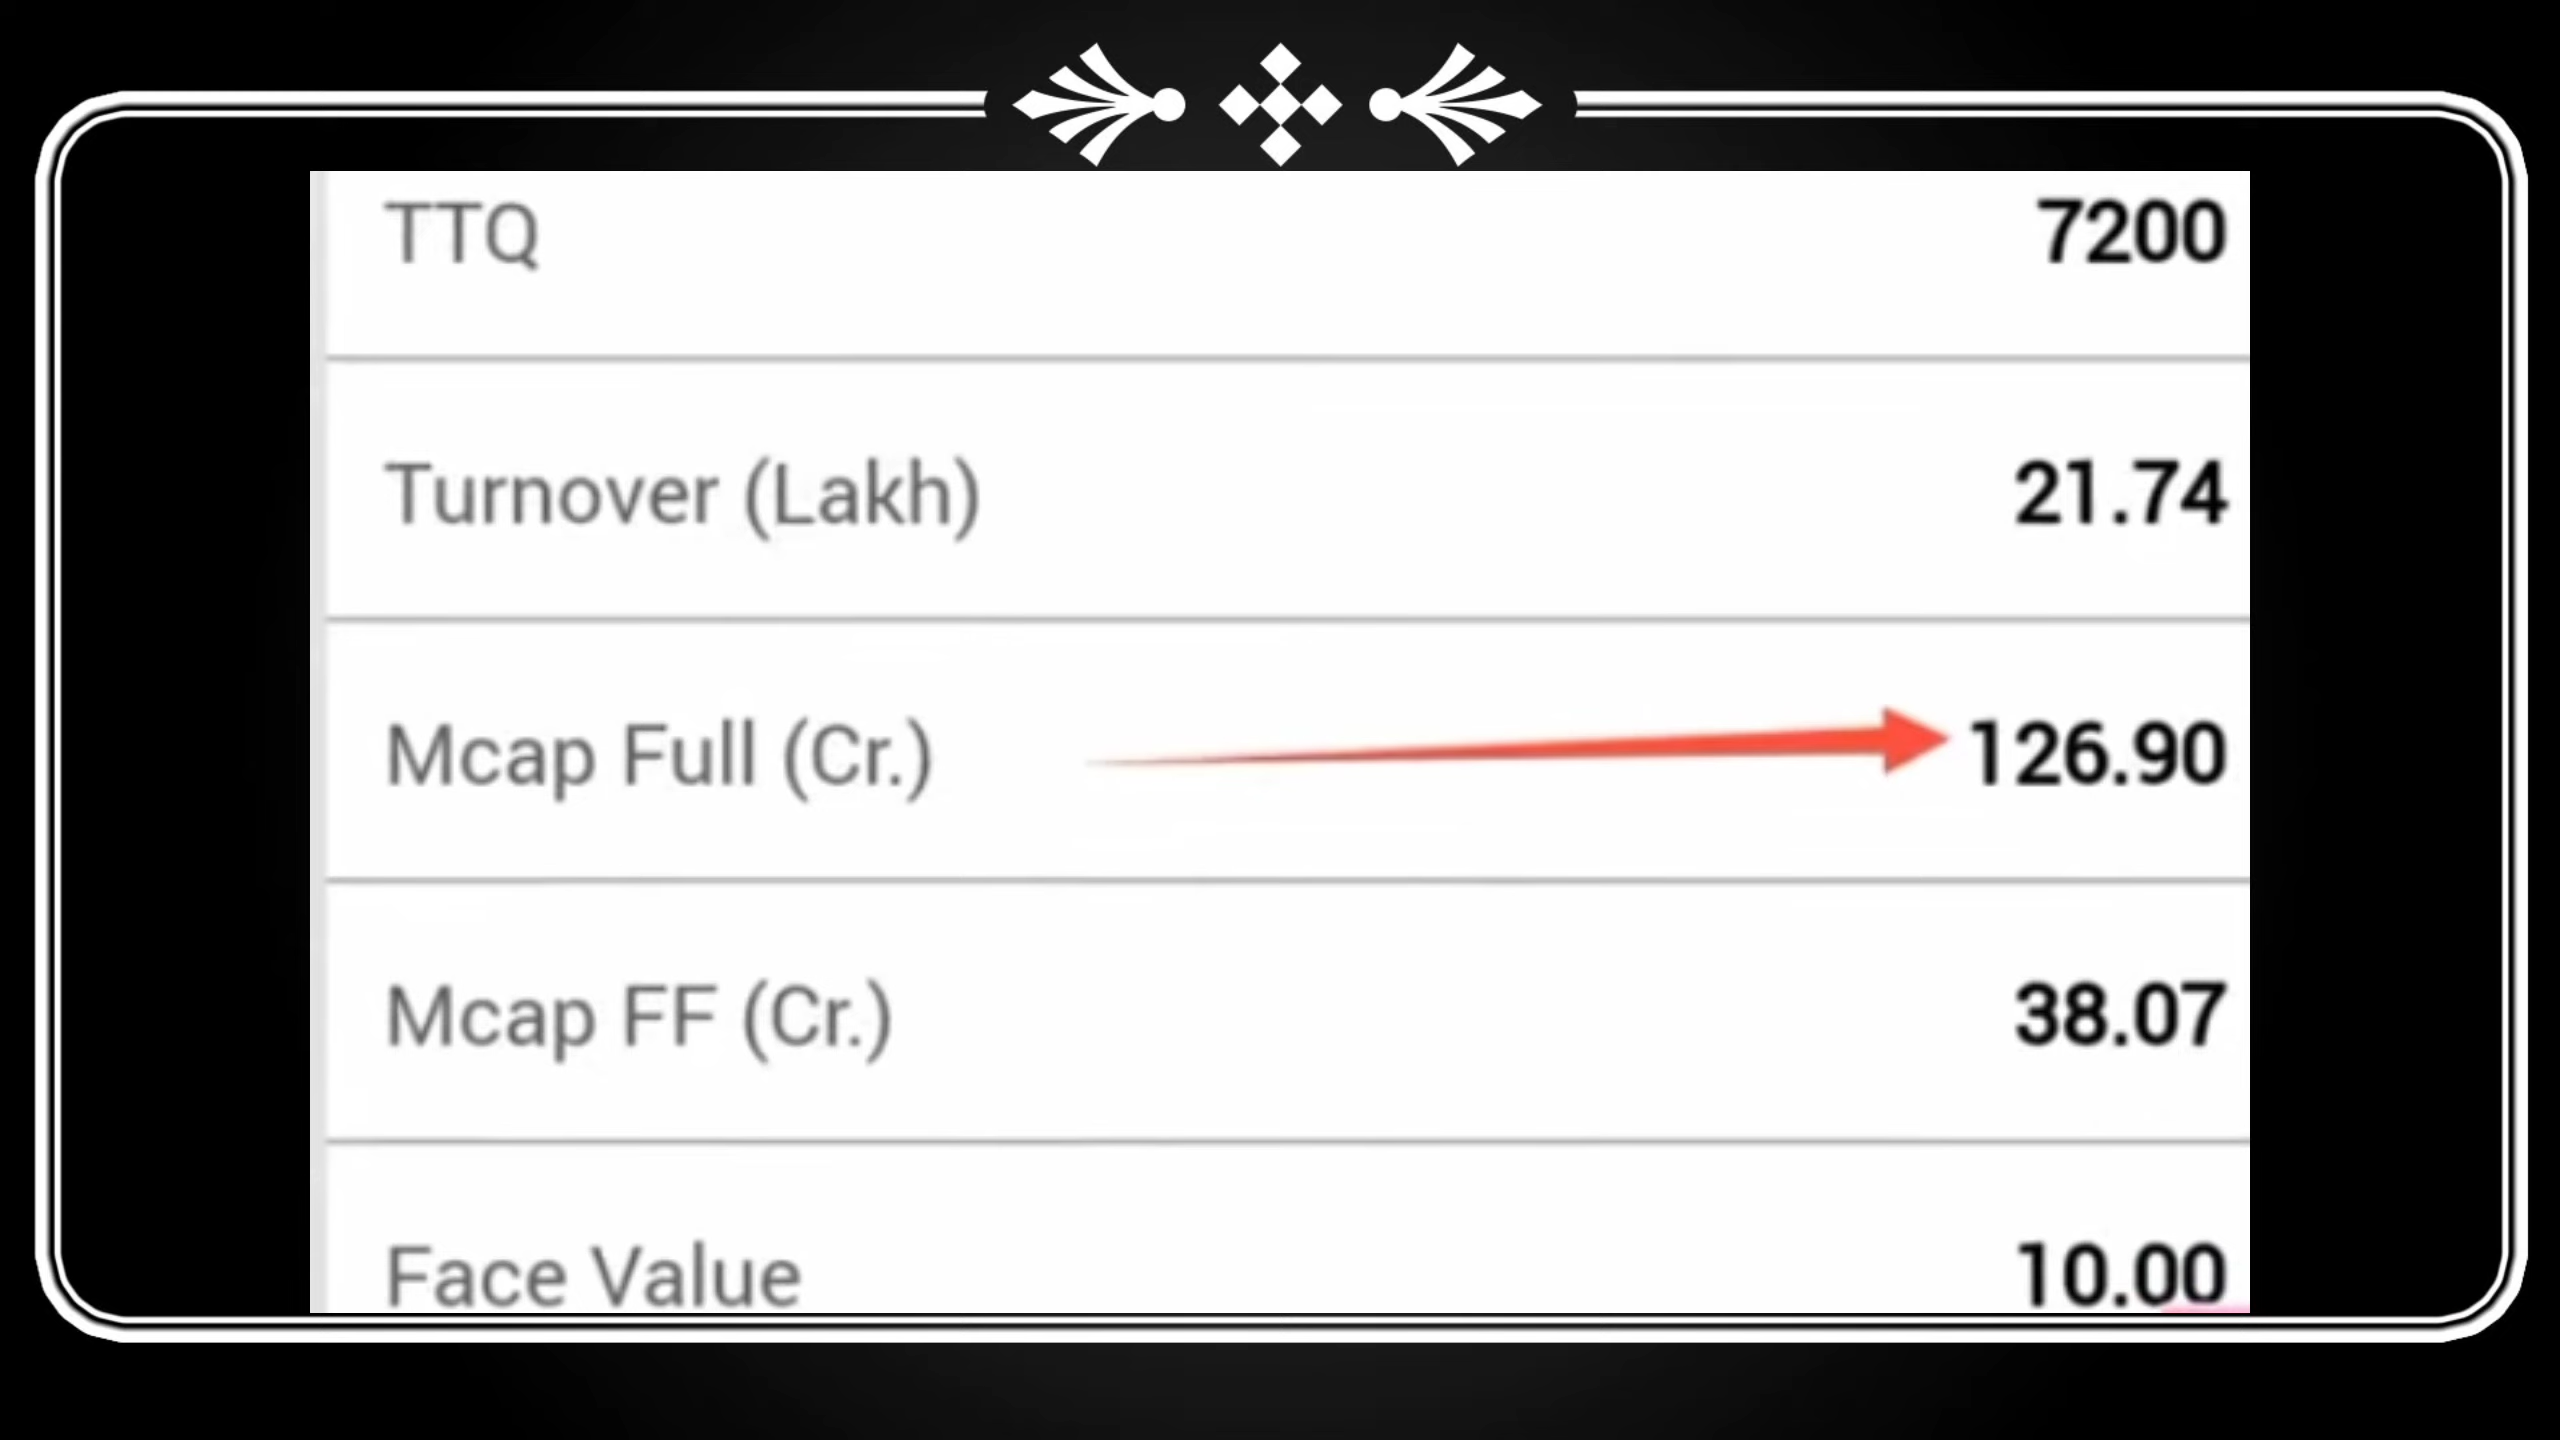 TTQ 7200
Turnover (Lakh) 21.74
Mcap Full (Cr.) 126.90
Mcap FF (Cr.) 38.07
Face Value 10.00